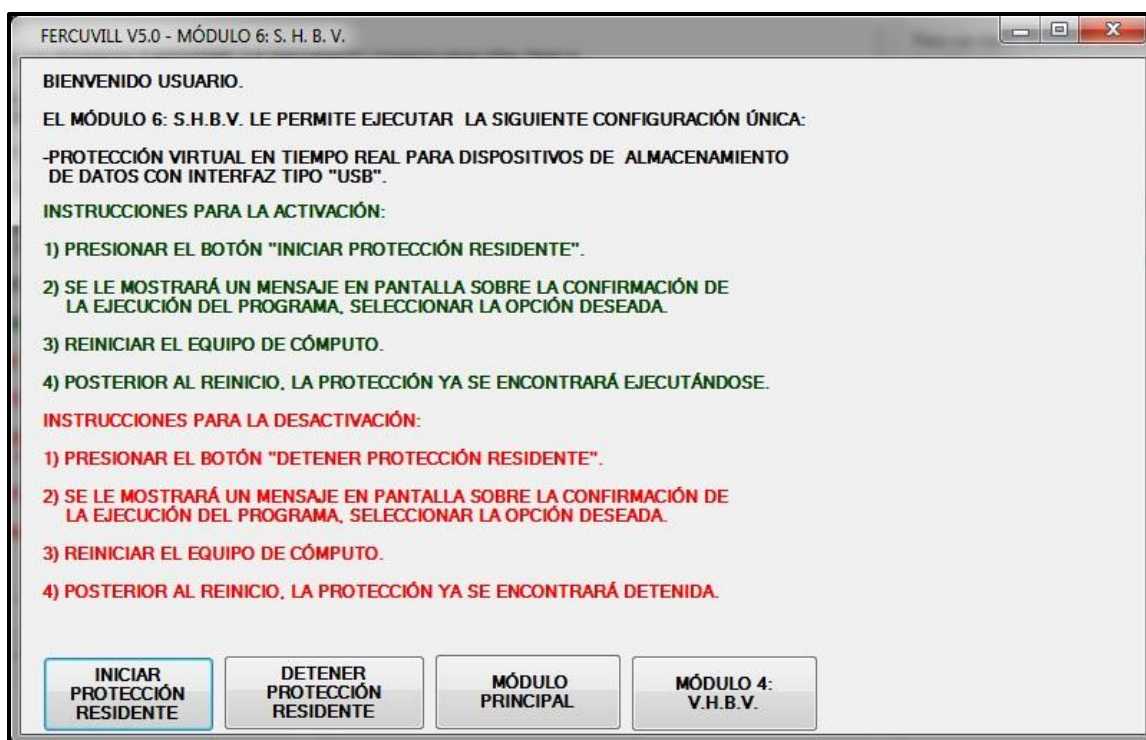 FERCUVILL V5.0 - MÓDULO 6: S. H. B. V.
BIENVENIDO USUARIO.
EL MÓDULO 6: S.H.B.V. LE PERMITE EJECUTAR LA SIGUIENTE CONFIGURACIÓN ÚNICA:
-PROTECCIÓN VIRTUAL EN TIEMPO REAL PARA DISPOSITIVOS DE ALMACENAMIENTO
DE DATOS CON INTERFAZ TIPO "USB".
INSTRUCCIONES PARA LA ACTIVACIÓN:
1) PRESIONAR EL BOTÓN "INICIAR PROTECCIÓN RESIDENTE".
2) SE LE MOSTRARÁ UN MENSAJE EN PANTALLA SOBRE LA CONFIRMACIÓN DE
LA EJECUCIÓN DEL PROGRAMA, SELECCIONAR LA OPCIÓN DESEADA.
3) REINICIAR EL EQUIPO DE CÓMPUTO.
4) POSTERIOR AL REINICIO, LA PROTECCIÓN YA SE ENCONTRARÁ EJECUTÁNDOSE.
INSTRUCCIONES PARA LA DESACTIVACIÓN:
1) PRESIONAR EL BOTÓN "DETENER PROTECCIÓN RESIDENTE".
2) SE LE MOSTRARÁ UN MENSAJE EN PANTALLA SOBRE LA CONFIRMACIÓN DE
LA EJECUCIÓN DEL PROGRAMA, SELECCIONAR LA OPCIÓN DESEADA.
3) REINICIAR EL EQUIPO DE CÓMPUTO.
4) POSTERIOR AL REINICIO, LA PROTECCIÓN YA SE ENCONTRARÁ DETENIDA.
INICIAR
PROTECCIÓN
RESIDENTE
DETENER
PROTECCIÓN
RESIDENTE
MÓDULO
PRINCIPAL
MÓDULO 4:
V.H.B.V.